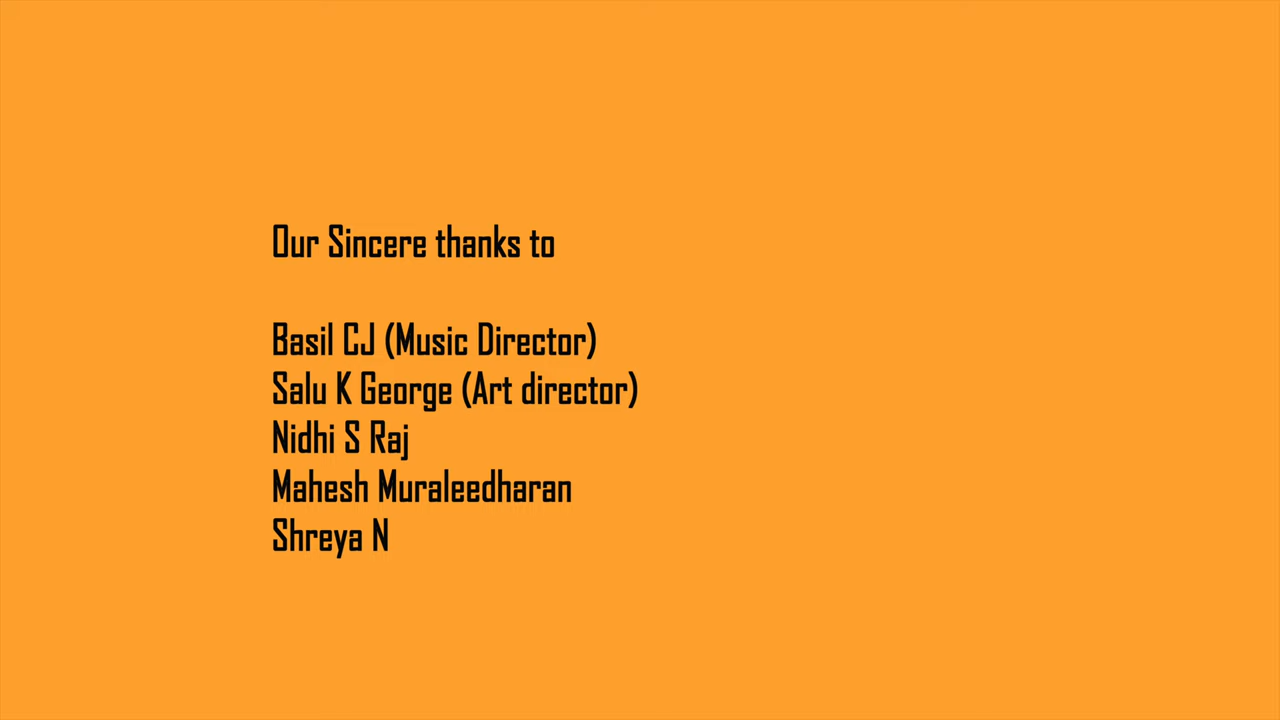 Our Sincere thanks to
Basil CJ (Music Director)
Salu K George (Art director)
Nidhi S Raj
Mahesh Muraleedharan
Shreya N